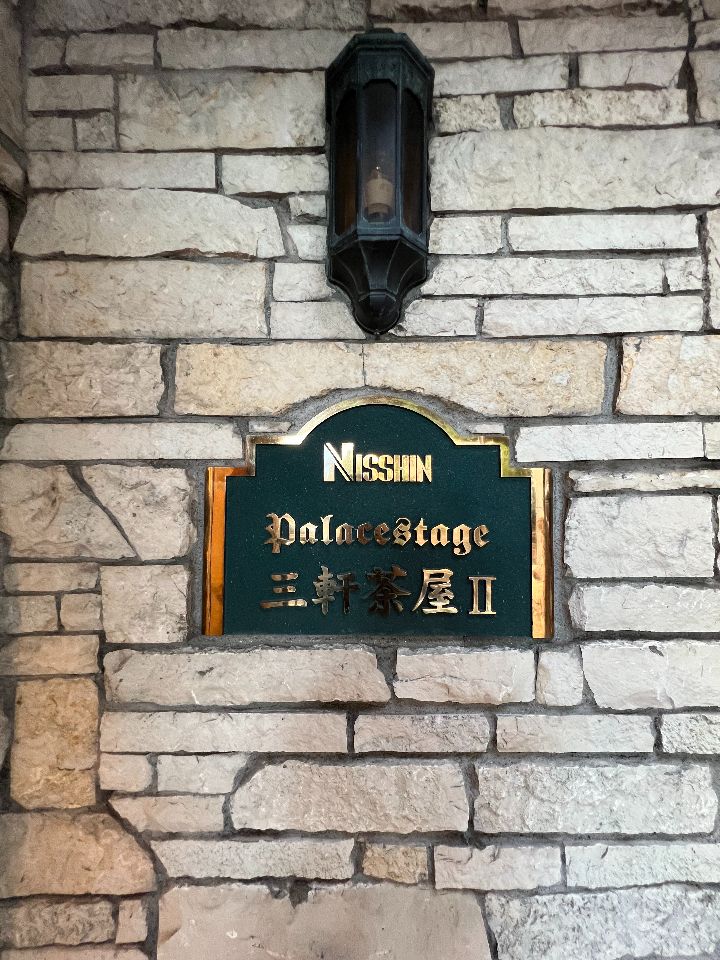 NISSHIN
Palacestage
三軒茶屋Ⅱ